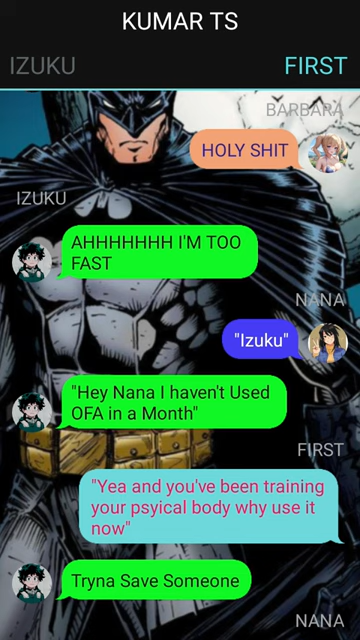 KUMAR TS
IZUKU FIRST
BARBARA
HOLY SHIT
IZUKU
AHHHHHHH I'M TOO
FAST
NANA
"Izuku"
"Hey Nana I haven't Used
OFA in a Month"
FIRST
"Yea and you've been training
your psyical body why use it
now"
Tryna Save Someone
NANA